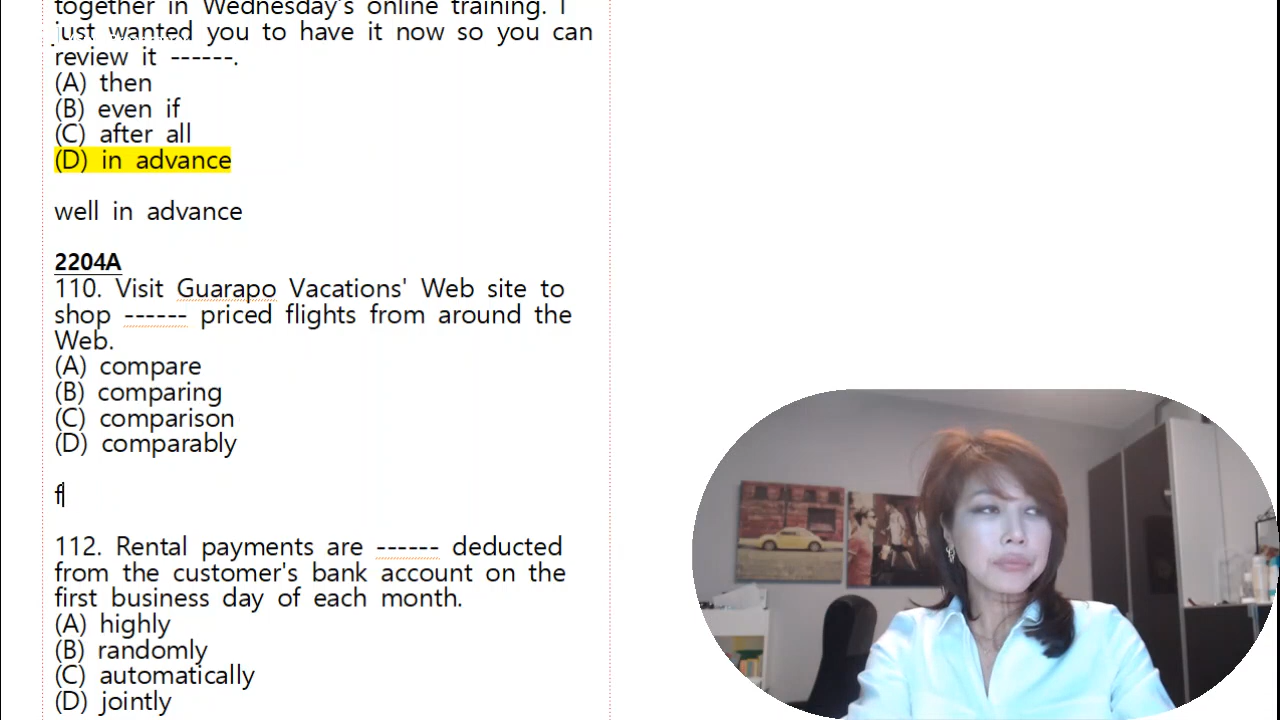 together in Wednesday's online training. I
just wanted you to have it now so you can
review it ------.
(A) then
(B) even if
(C) after all
(D) in advance
well in advance
2204A
110. Visit Guarapo Vacations' Web site to
shop ------ priced flights from around the
Web.
(A) compare
(B) comparing
(C) comparison
(D) comparably
f
112. Rental payments are ------ deducted
from the customer's bank account on the
first business day of each month.
(A) highly
(B) randomly
(C) automatically
(D) jointly